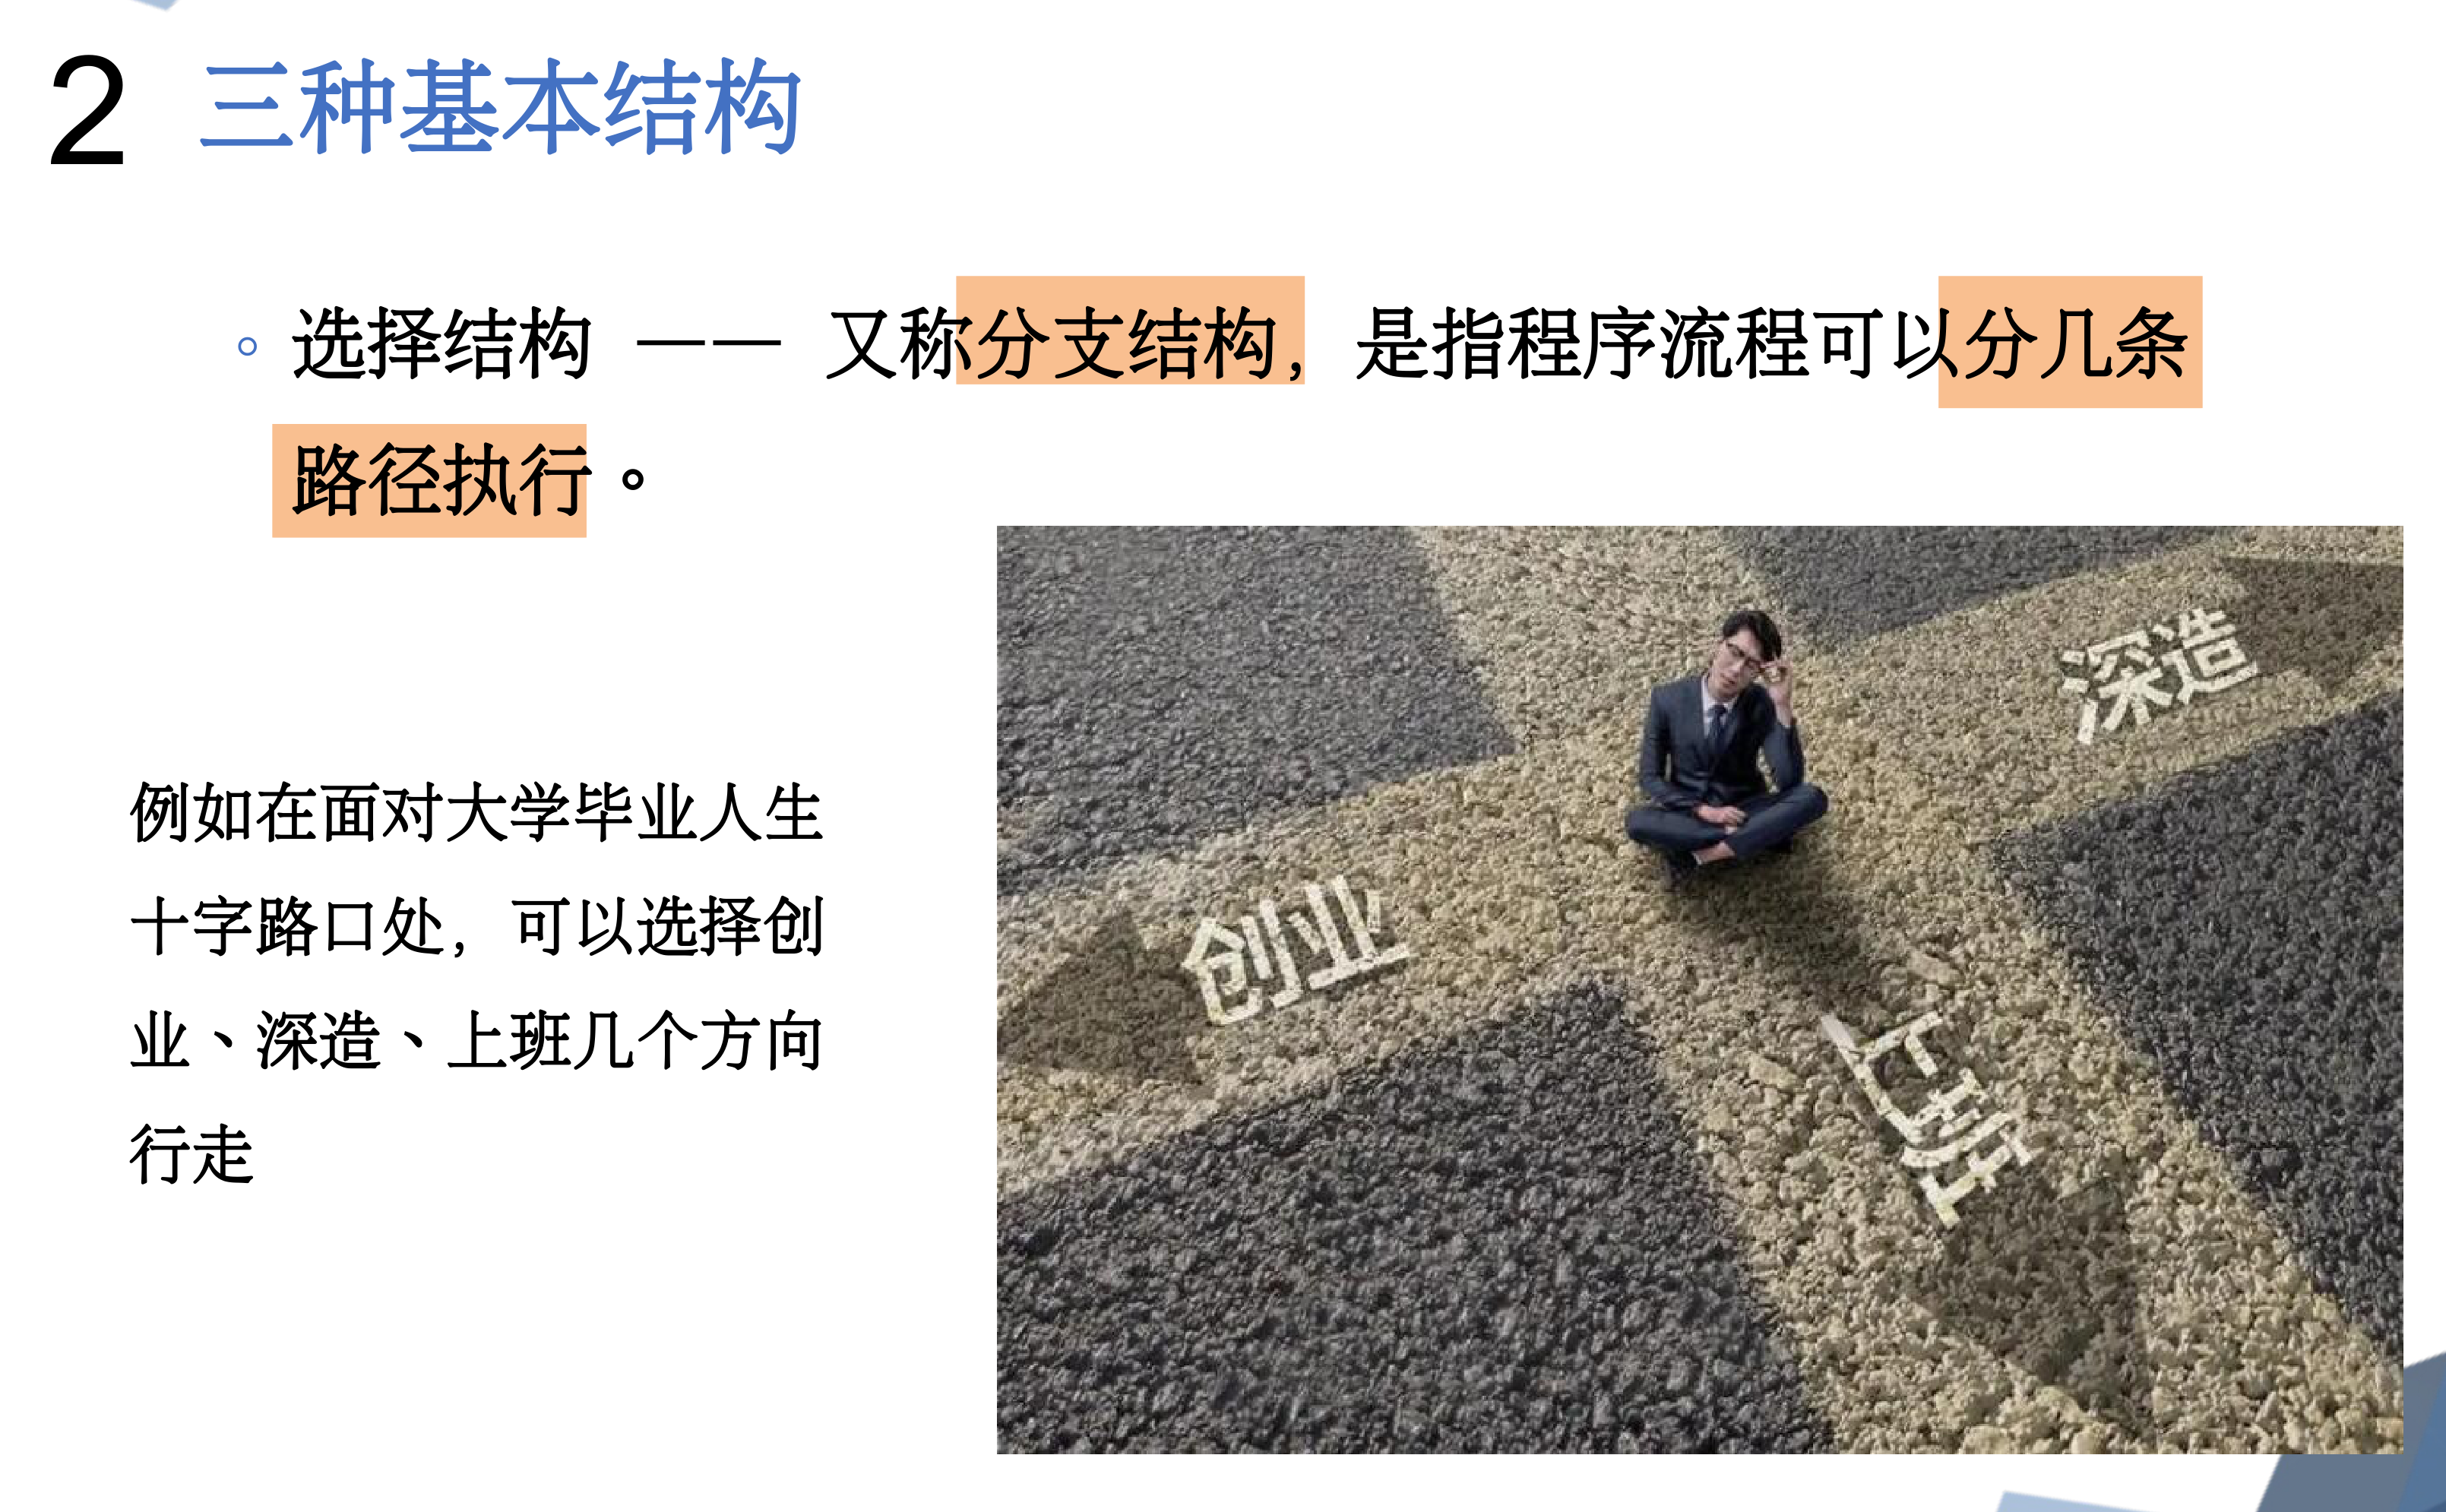 2 三种基本结构
◦ 选择结构 —— 又称分支结构，是指程序流程可以分几条
路径执行。
例如在面对大学毕业人生
十字路口处，可以选择创
业、深造、上班几个方向
行走
深造
创业
上班